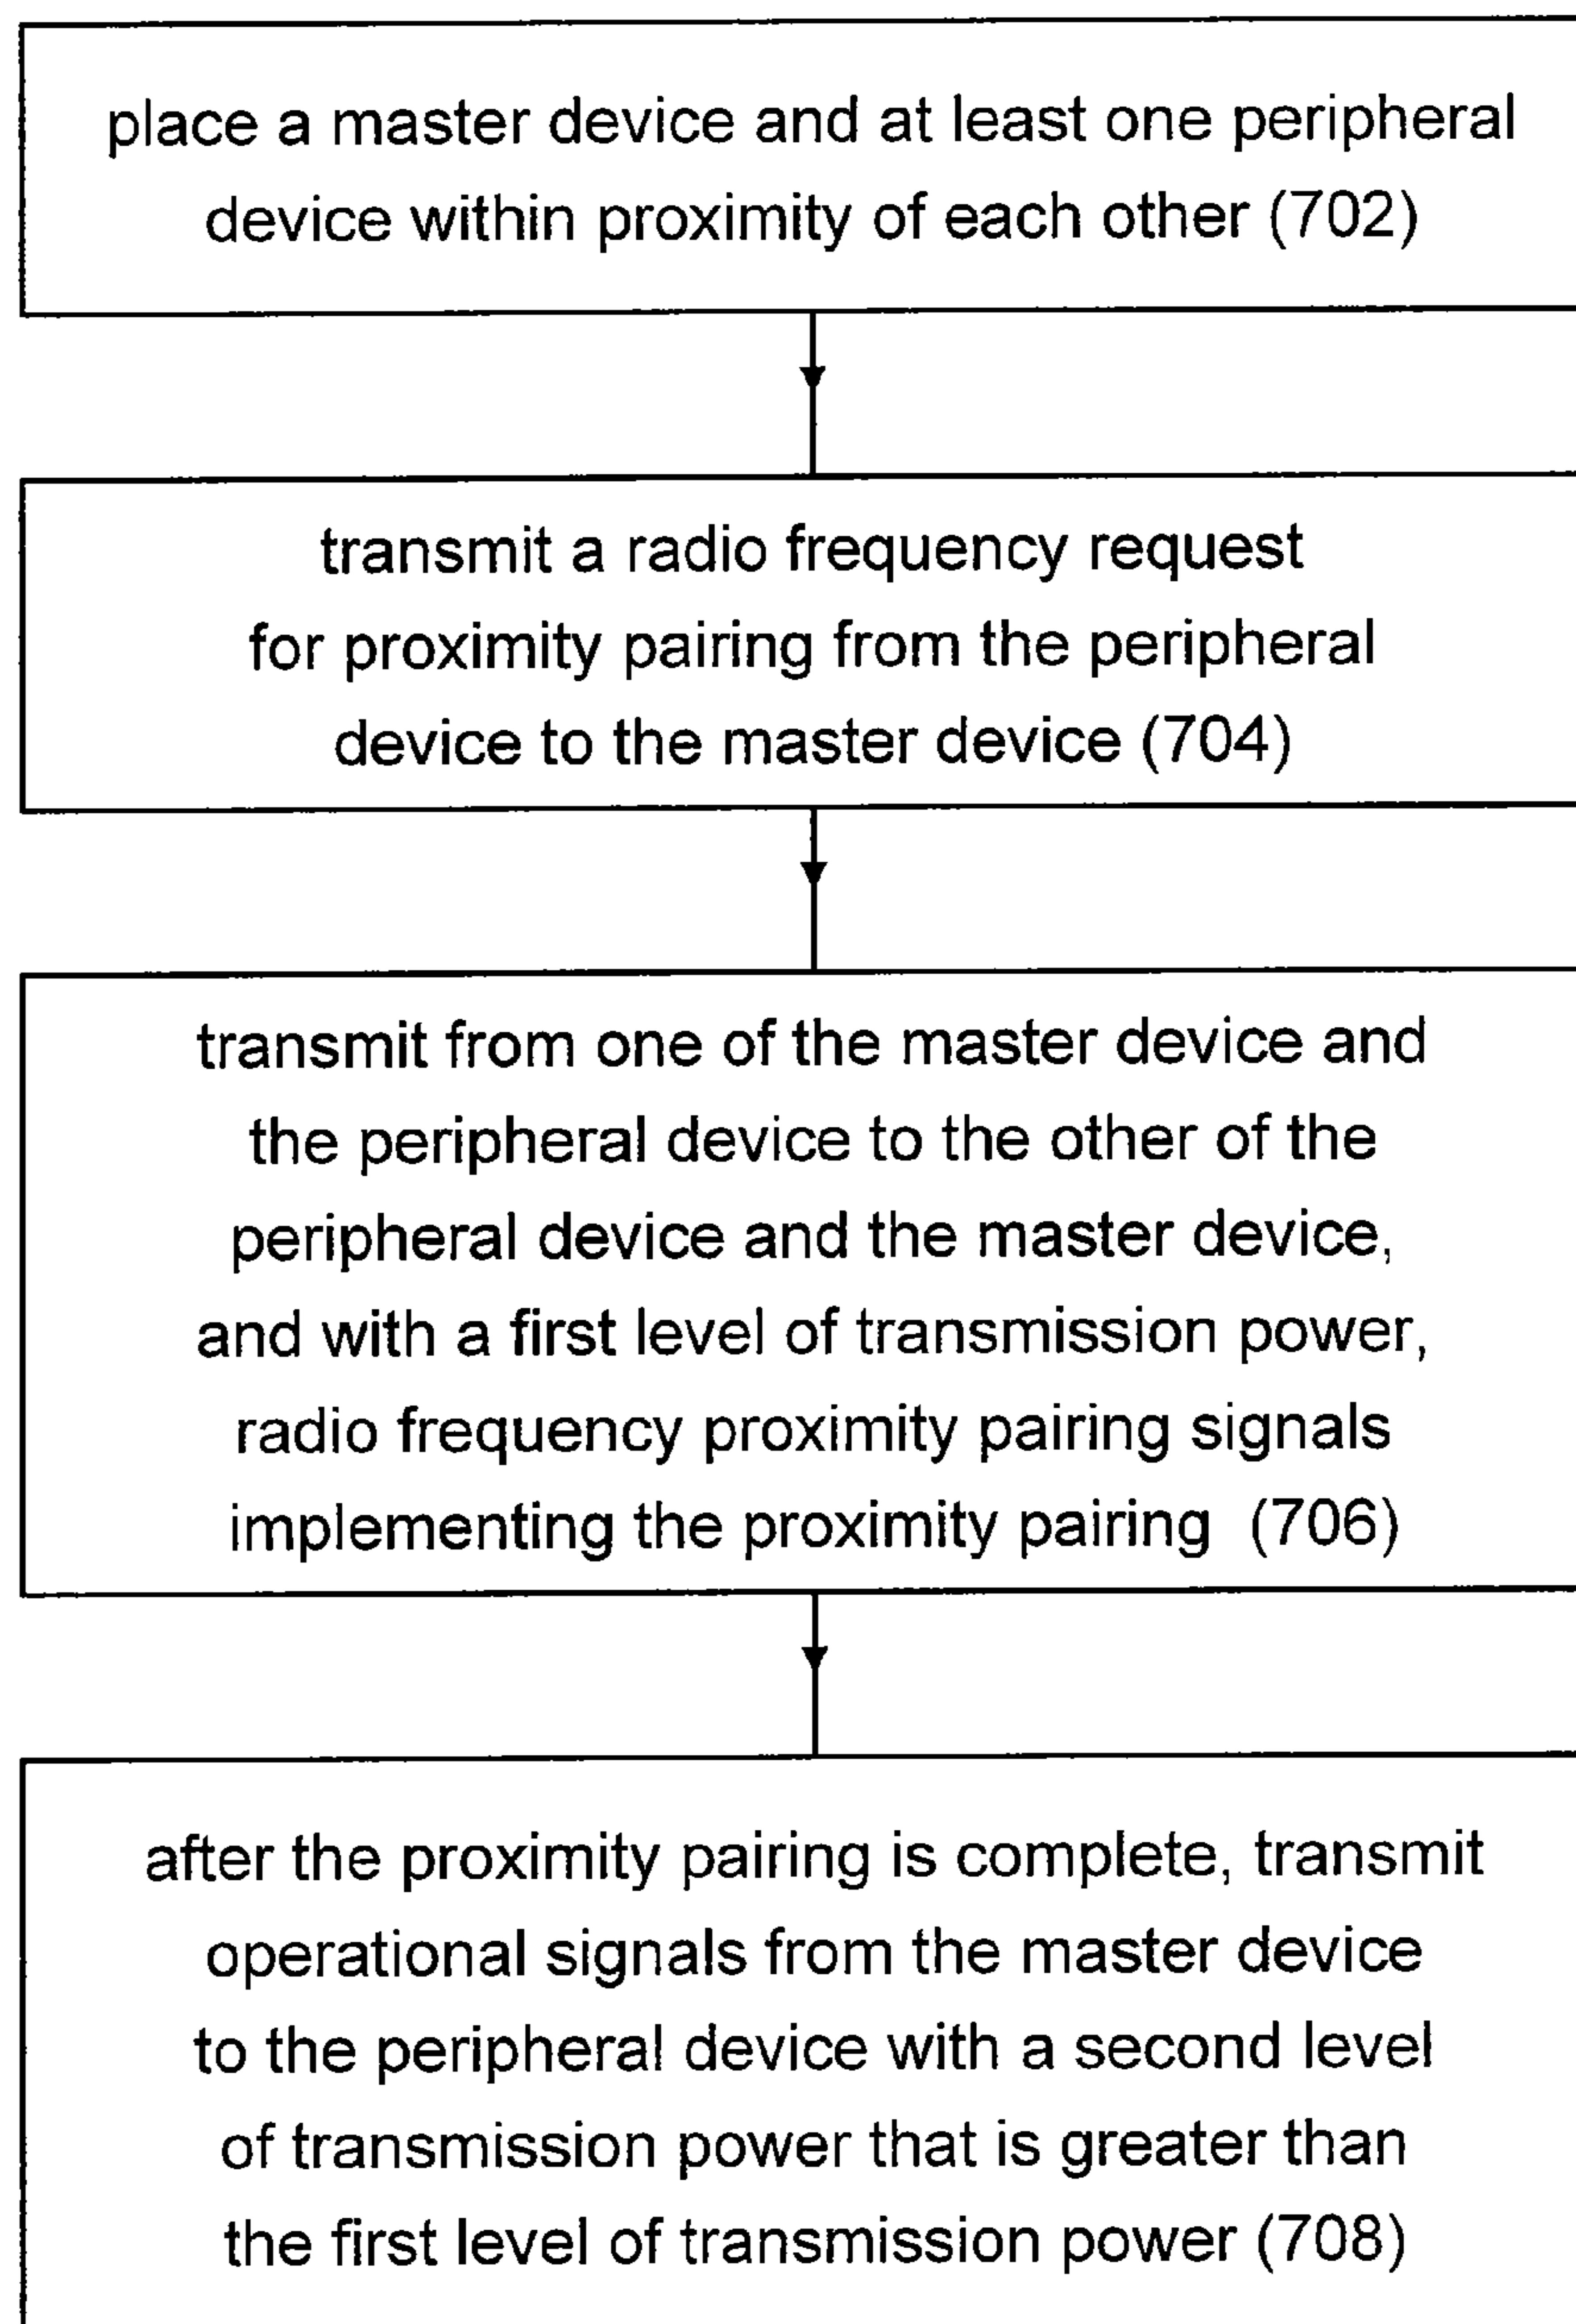 place a master device and at least one peripheral
device within proximity of each other (702)
transmit a radio frequency request
for proximity pairing from the peripheral
device to the master device (704)
transmit from one of the master device and
the peripheral device to the other of the
peripheral device and the master device,
and with a first level of transmission power,
radio frequency proximity pairing signals
implementing the proximity pairing (706)
after the proximity pairing is complete, transmit
operational signals from the master device
to the peripheral device with a second level
of transmission power that is greater than
the first level of transmission power (708)